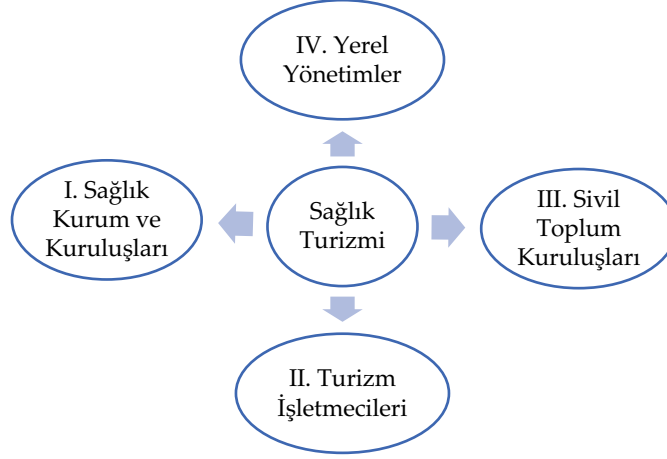 IV. Yerel
Yönetimler
I. Sağlık
Kurum ve
Kuruluşları
Sağlık
Turizmi
III. Sivil
Toplum
Kuruluşları
II. Turizm
İşletmecileri